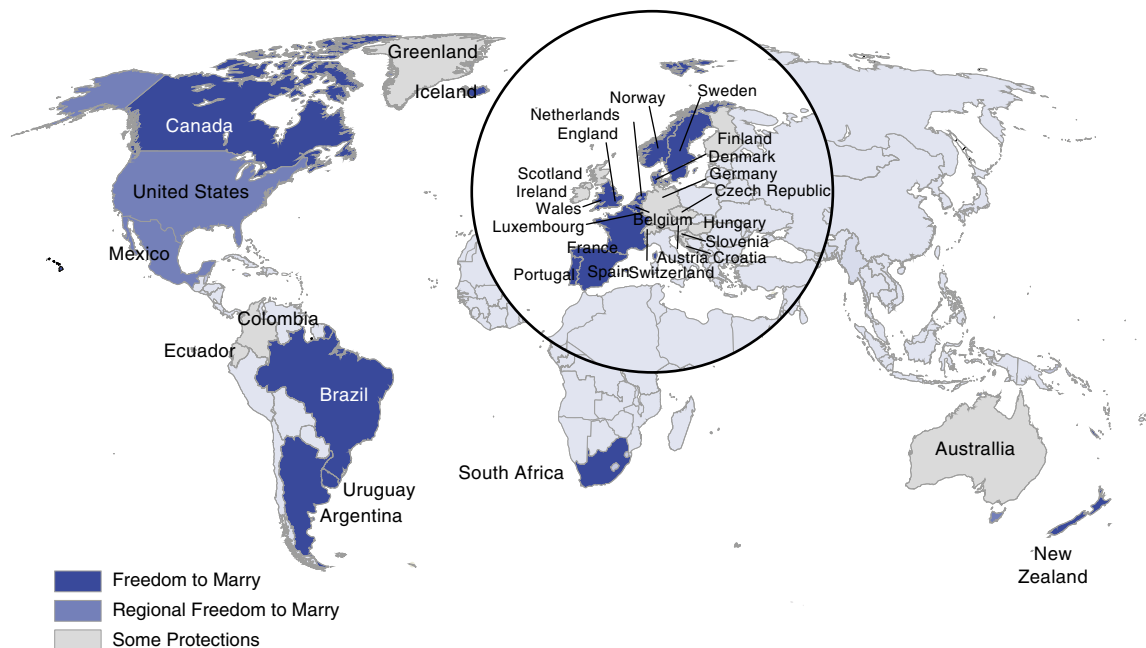 Greenland
Iceland
Canada
United States
Mexico
Colombia
Ecuador
Brazil
Uruguay
Argentina
Sweden
Norway
Netherlands
England
Finland
Denmark
Scotland
Germany
Ireland
Czech Republic
Wales
Luxembourg
Belgium
Hungary
Slovenia
France
Austria Croatia
Portugal
Spain
Switzerland
South Africa
Australlia
New
Zealand
Freedom to Marry
Regional Freedom to Marry
Some Protections